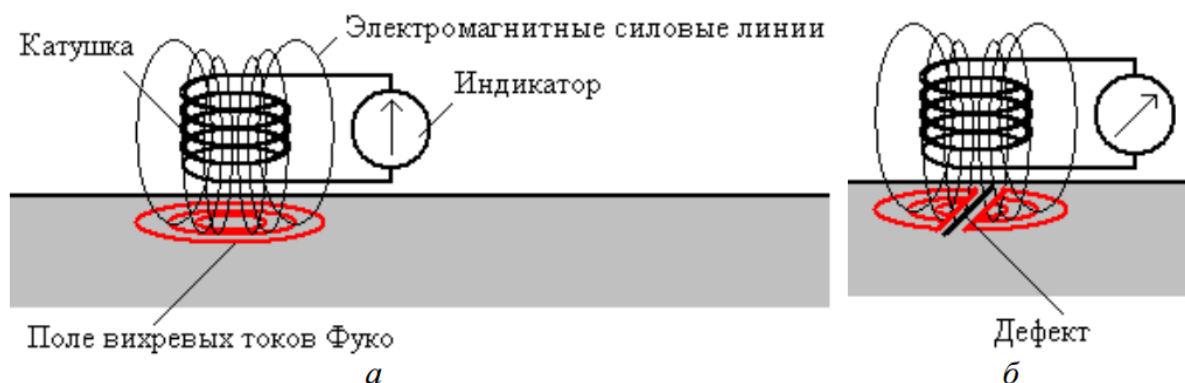 Катушка
Электромагнитные силовые линии
Индикатор
Поле вихревых токов Фуко
Дефект
а
б